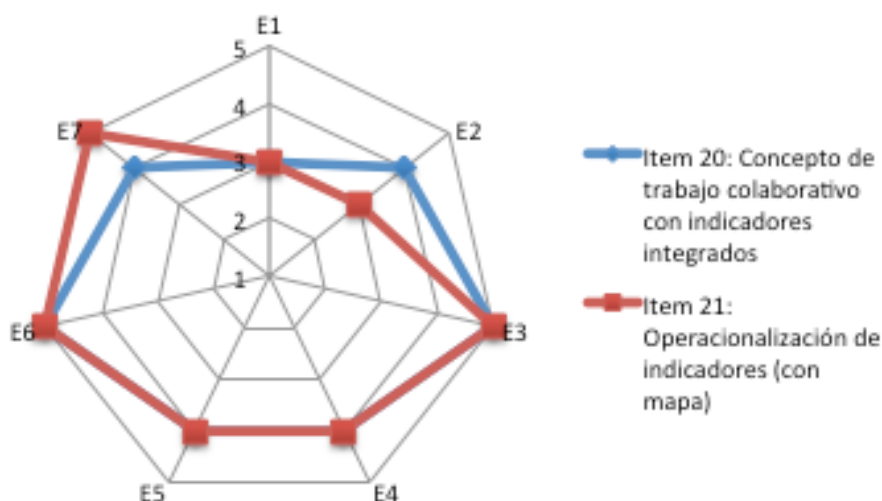 E1
5
4
3
2
1
E2
E3
E4
E5
E6
E7
Item 20: Concepto de
trabajo colaborativo
con indicadores
integrados
Item 21:
Operacionalización de
indicadores (con
mapa)